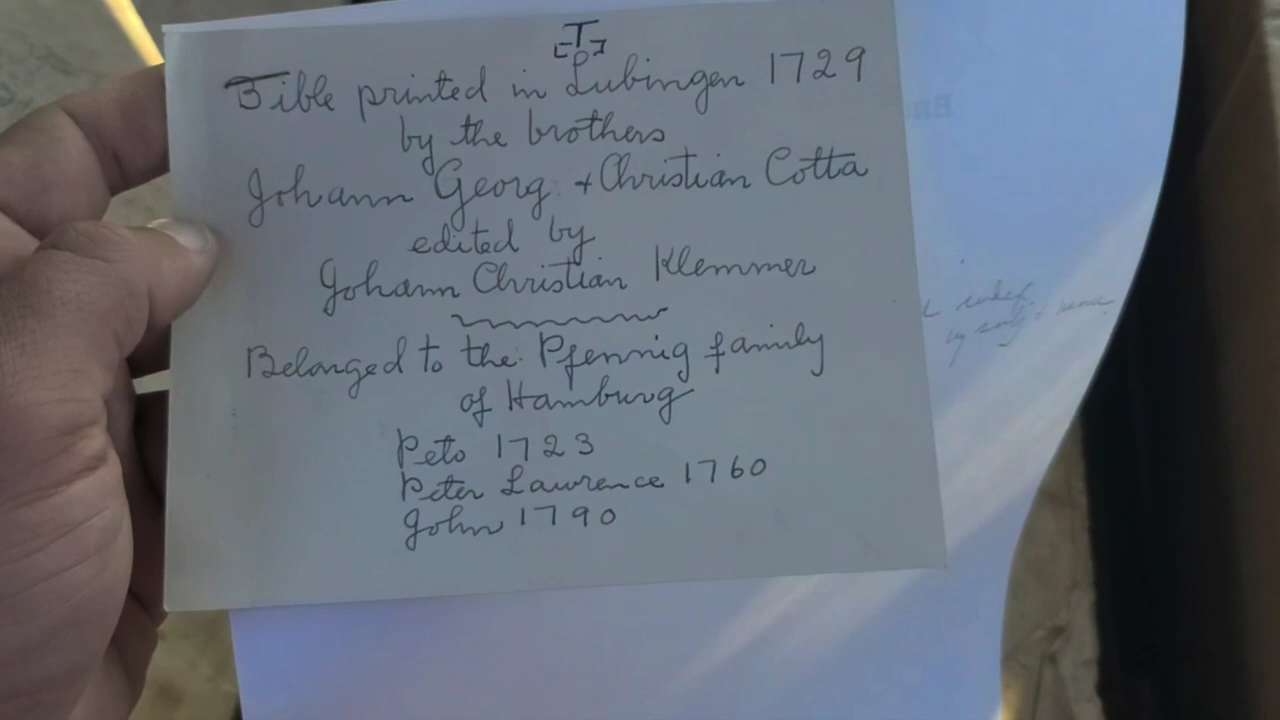 T
Bible printed in Lubingen 1729
by the brothers
Johann Georg + Christian Cotta
edited by
Johann Christian Klemmer
Belonged to the Pfennig family
of Hamburg
Peto 1723
Peter Lawrence 1760
John 1790